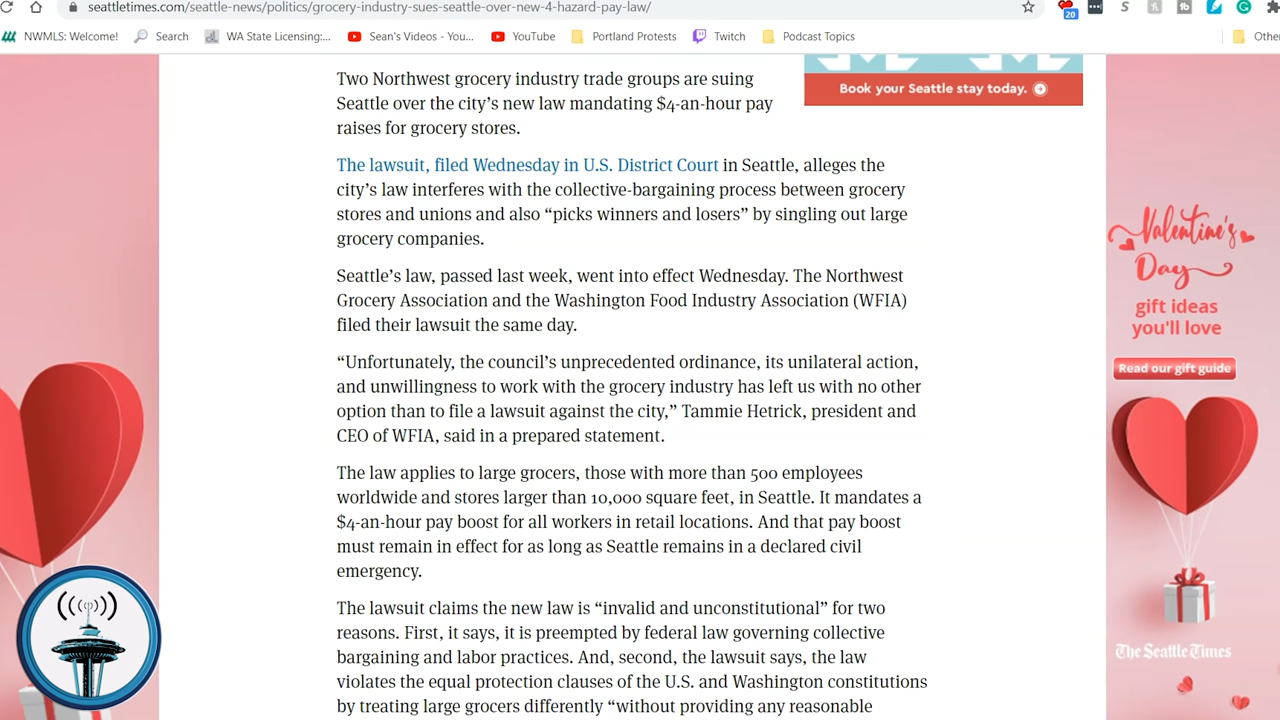 seattletimes.com/seattle-news/politics/grocery-industry-sues-seattle-over-new-4-hazard-pay-law/
20
NWMLS: Welcome! Search WA State Licensing:... Sean's Videos - You... YouTube Portland Protests Twitch Podcast Topics Other
Two Northwest grocery industry trade groups are suing
Seattle over the city’s new law mandating $4-an-hour pay
raises for grocery stores.
Book your Seattle stay today.
The lawsuit, filed Wednesday in U.S. District Court in Seattle, alleges the
city’s law interferes with the collective-bargaining process between grocery
stores and unions and also “picks winners and losers” by singling out large
grocery companies.
Seattle’s law, passed last week, went into effect Wednesday. The Northwest
Grocery Association and the Washington Food Industry Association (WFIA)
filed their lawsuit the same day.
“Unfortunately, the council’s unprecedented ordinance, its unilateral action,
and unwillingness to work with the grocery industry has left us with no other
option than to file a lawsuit against the city,” Tammie Hetrick, president and
CEO of WFIA, said in a prepared statement.
The law applies to large grocers, those with more than 500 employees
worldwide and stores larger than 10,000 square feet, in Seattle. It mandates a
$4-an-hour pay boost for all workers in retail locations. And that pay boost
must remain in effect for as long as Seattle remains in a declared civil
emergency.
The lawsuit claims the new law is “invalid and unconstitutional” for two
reasons. First, it says, it is preempted by federal law governing collective
bargaining and labor practices. And, second, the lawsuit says, the law
violates the equal protection clauses of the U.S. and Washington constitutions
by treating large grocers differently “without providing any reasonable
Valentine's
Day
gift ideas
you'll love
Read our gift guide
The Seattle Times